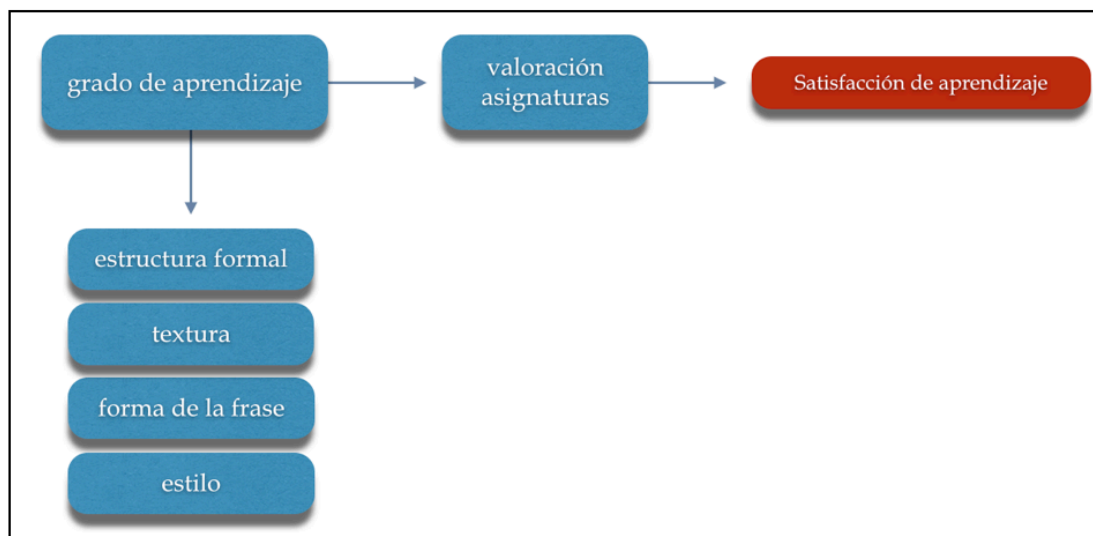 grado de aprendizaje
valoración
asignaturas
Satisfacción de aprendizaje
estructura formal
textura
forma de la frase
estilo